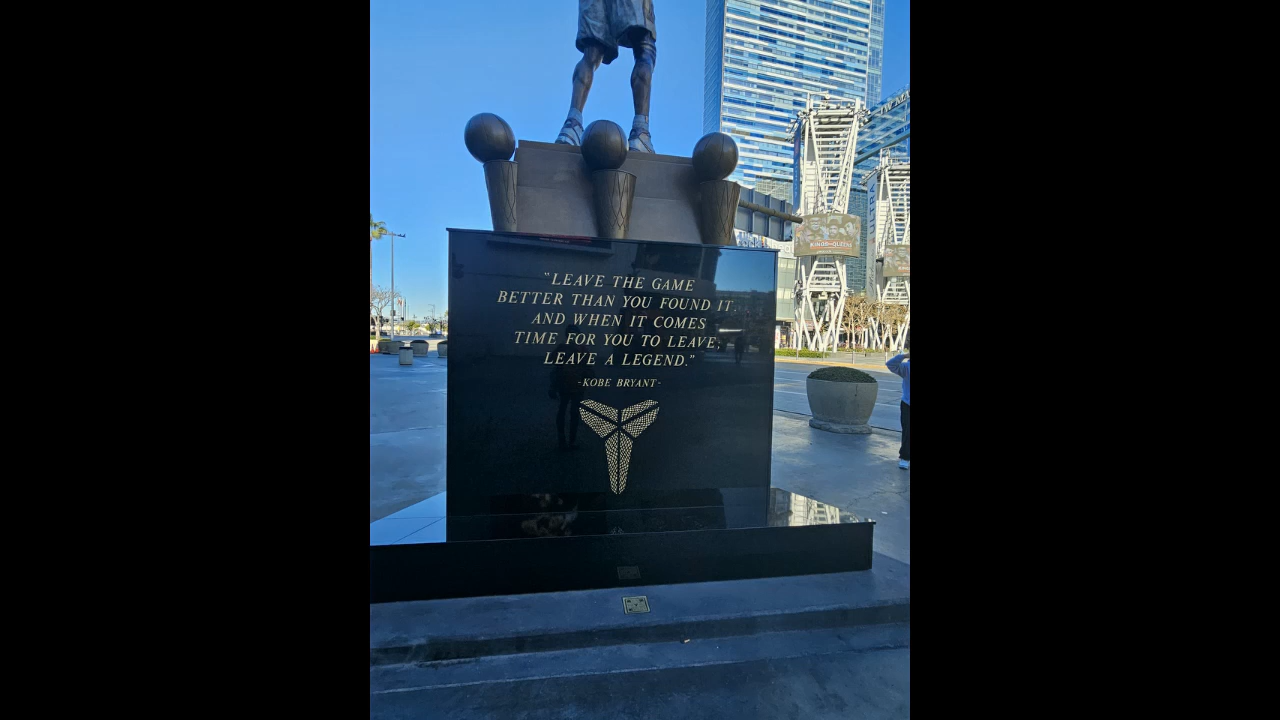 "LEAVE THE GAME
BETTER THAN YOU FOUND IT.
AND WHEN IT COMES
TIME FOR YOU TO LEAVE,
LEAVE A LEGEND."
-KOBE BRYANT-